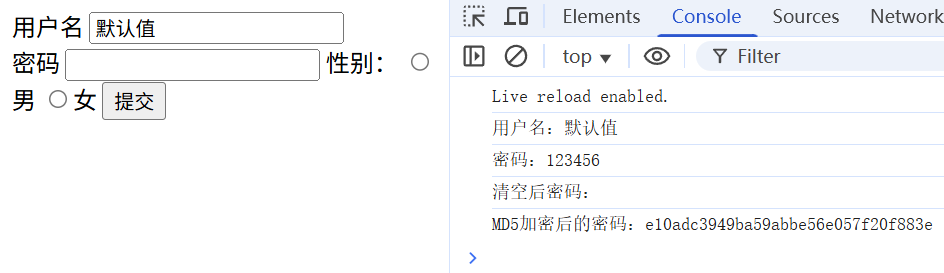 用户名 默认值
密码 性别：
男 女 提交
Elements Console Sources Network
top Filter
Live reload enabled.
用户名：默认值
密码：123456
清空后密码：
MD5加密后的密码：e10adc3949ba59abbe56e057f20f883e